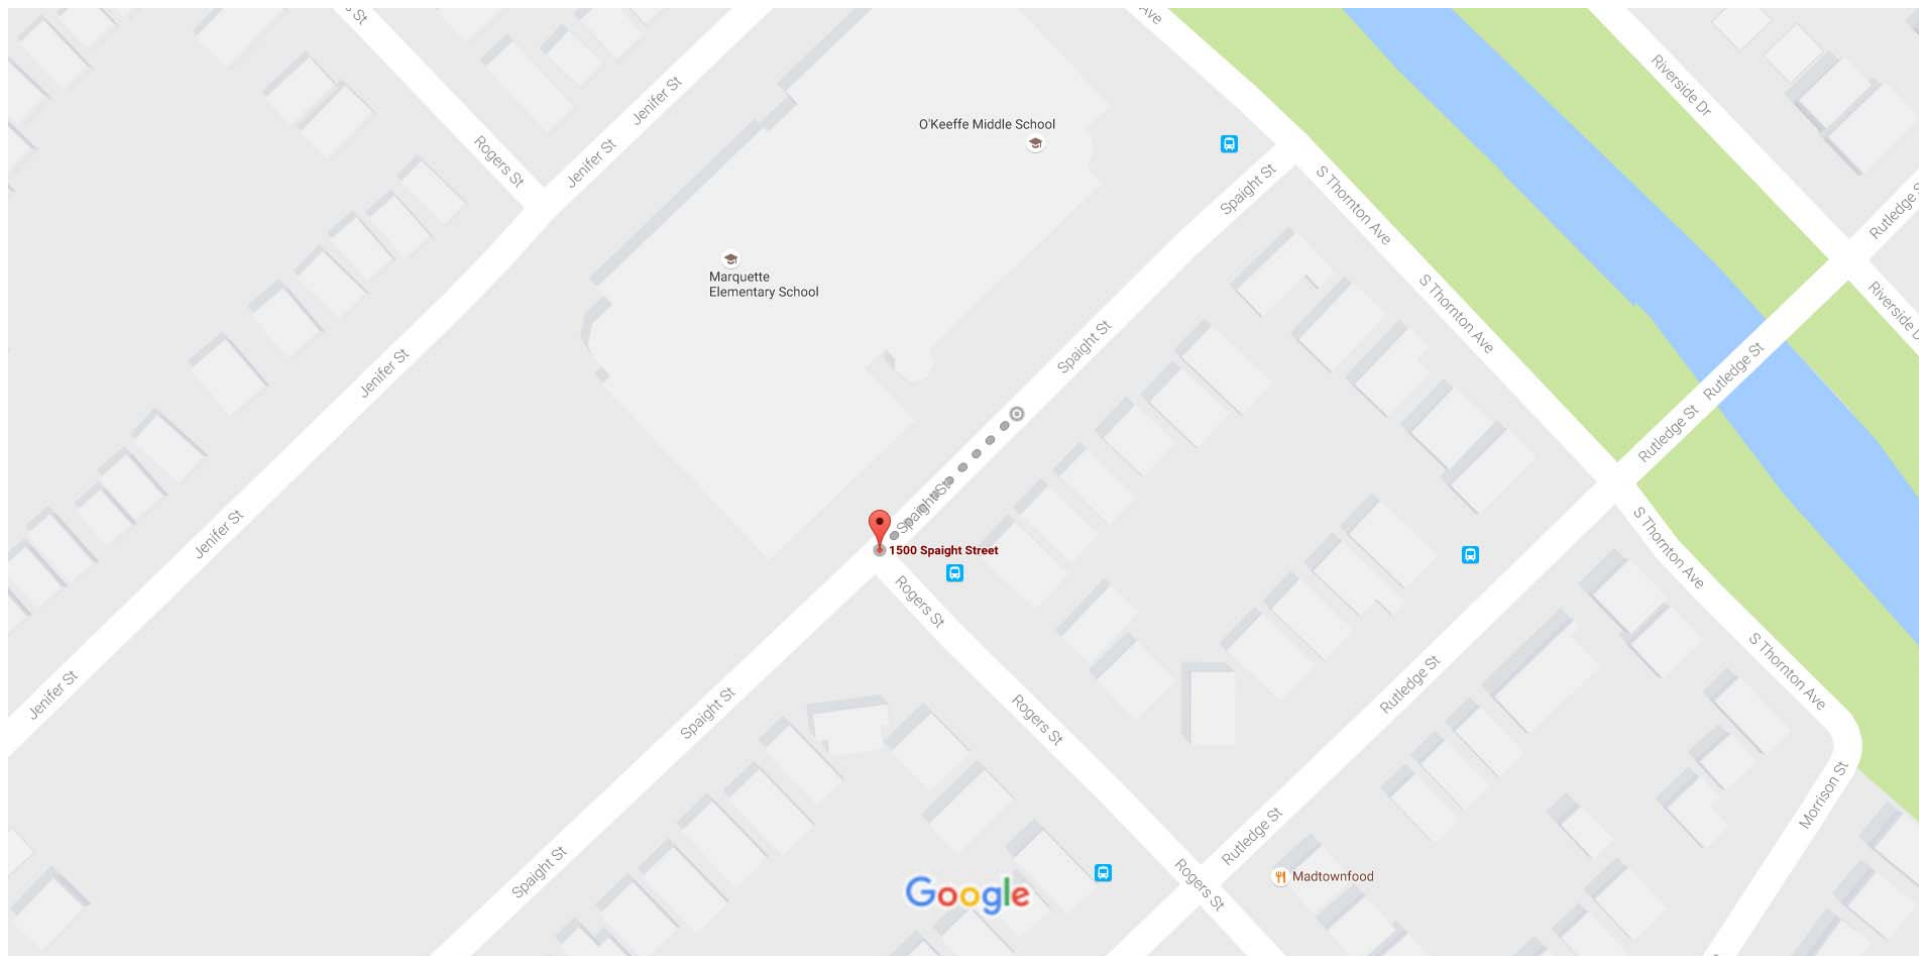 St
Ave
Jenifer St
Riverside Dr
O'Keeffe Middle School
Rogers St
Jenifer St
Spaight St
S Thornton Ave
Rutledge S
Marquette
Elementary School
S Thornton Ave
Riverside D
Spaight St
Jenifer St
Rutledge St
Rutledge St
Spaight St
Jenifer St
1500 Spaight Street
S Thornton Ave
Rogers St
Jenifer St
Spaight St
Rogers St
Rutledge St
S Thornton Ave
Morrison St
Rutledge St
Spaight St
Google
Rogers St
Madtownfood